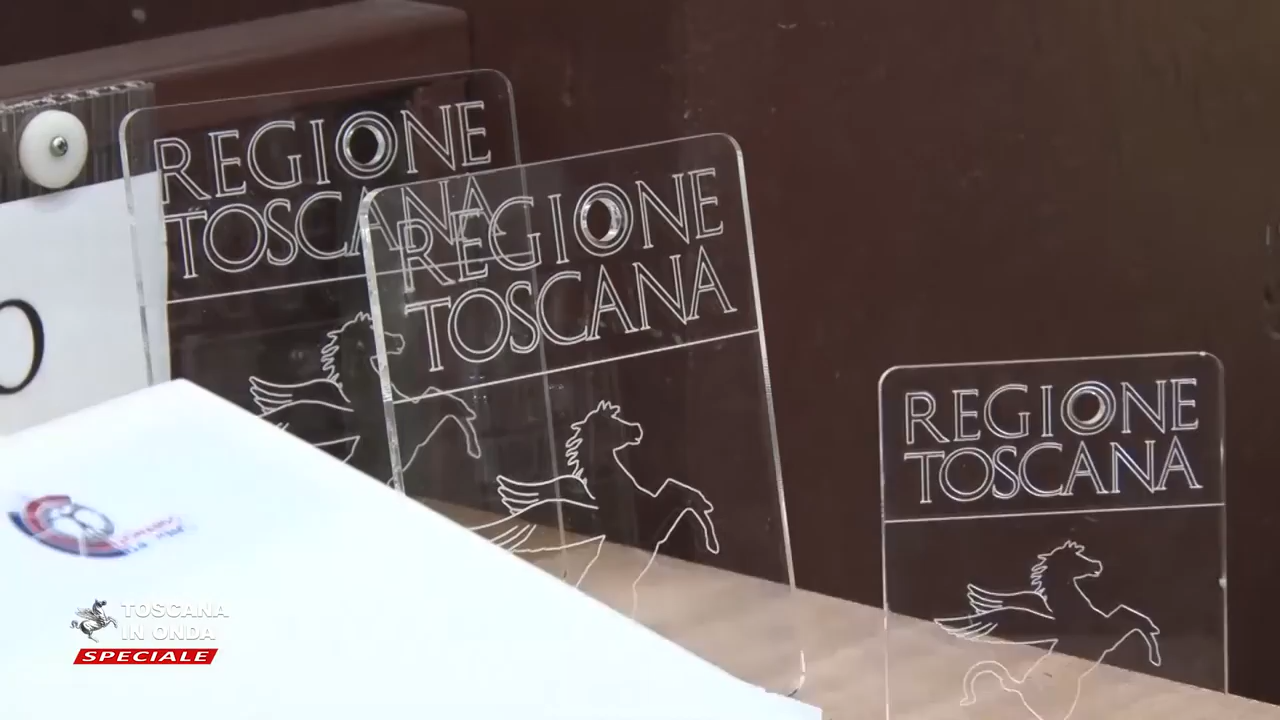 REGIONE
TOSCANA
REGIONE
TOSCANA
REGIONE
TOSCANA
O
TOSCANA
IN ONDA
SPECIALE